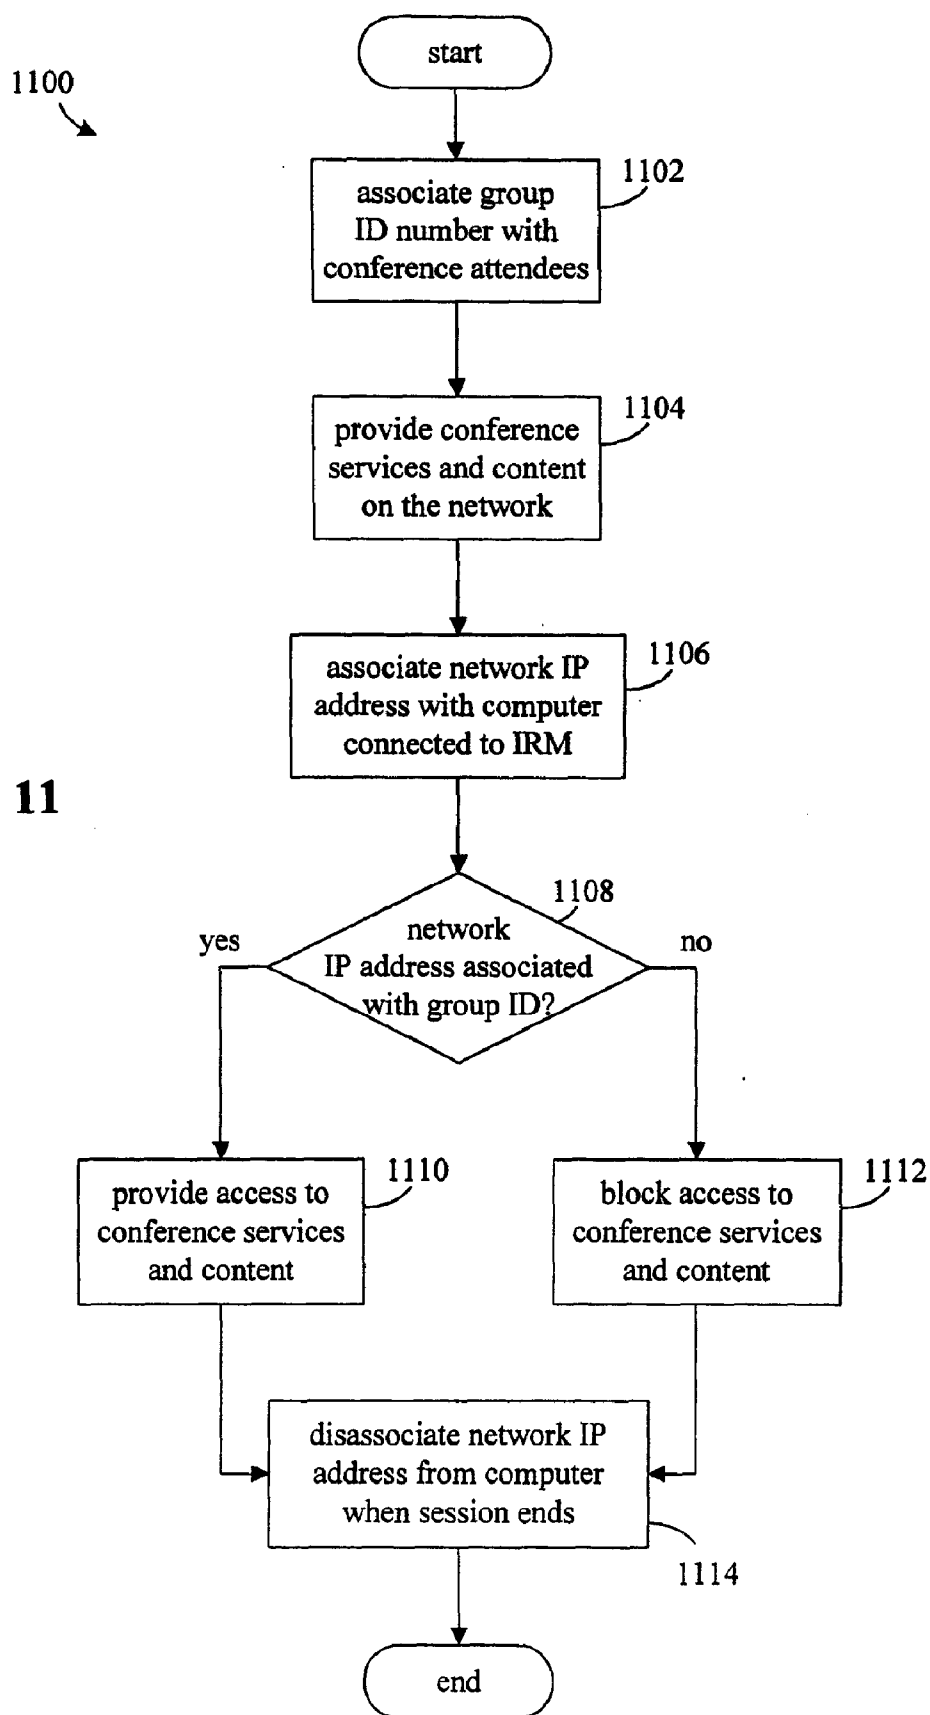 start
1100
1102
associate group
ID number with
conference attendees
1104
provide conference
services and content
on the network
1106
associate network IP
address with computer
connected to IRM
11
1108
network
IP address associated
with group ID?
yes
no
1110
provide access to
conference services
and content
1112
block access to
conference services
and content
disassociate network IP
address from computer
when session ends
1114
end